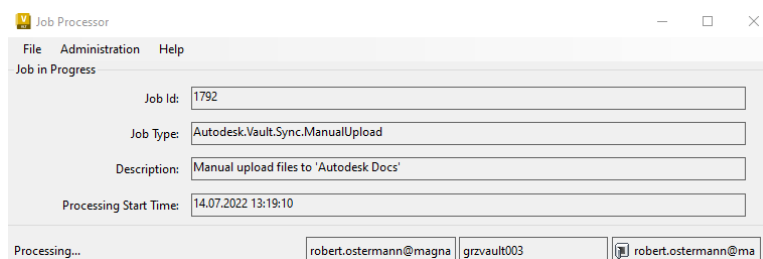 Job Processor
File Administration Help
Job in Progress
Job Id: 1792
Job Type: Autodesk.Vault.Sync.ManualUpload
Description: Manual upload files to 'Autodesk Docs'
Processing Start Time: 14.07.2022 13:19:10
Processing... robert.ostermann@magna grzvault003 robert.ostermann@ma